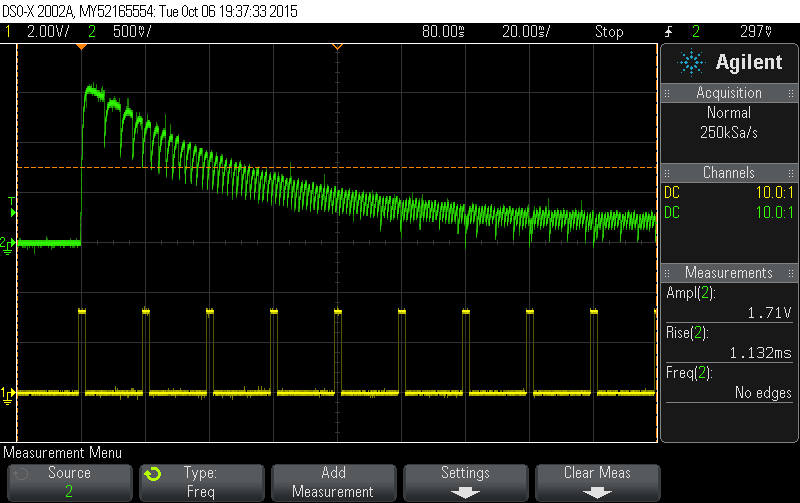 DSO-X 2002A, MY52165554: Tue Oct 06 19:37:33 2015
1 2.00V/ 2 500mV/ 80.00ms 20.00ms/ Stop 2 297mV
Agilent
Acquisition
Normal
250kSa/s
Channels
DC 10.0:1
DC 10.0:1
Measurements
Ampl(2):
1.71V
Rise(2):
1.132ms
Freq(2):
No edges
T
2
1
Measurement Menu
Source
2
Type:
Freq
Add
Measurement
Settings
Clear Meas